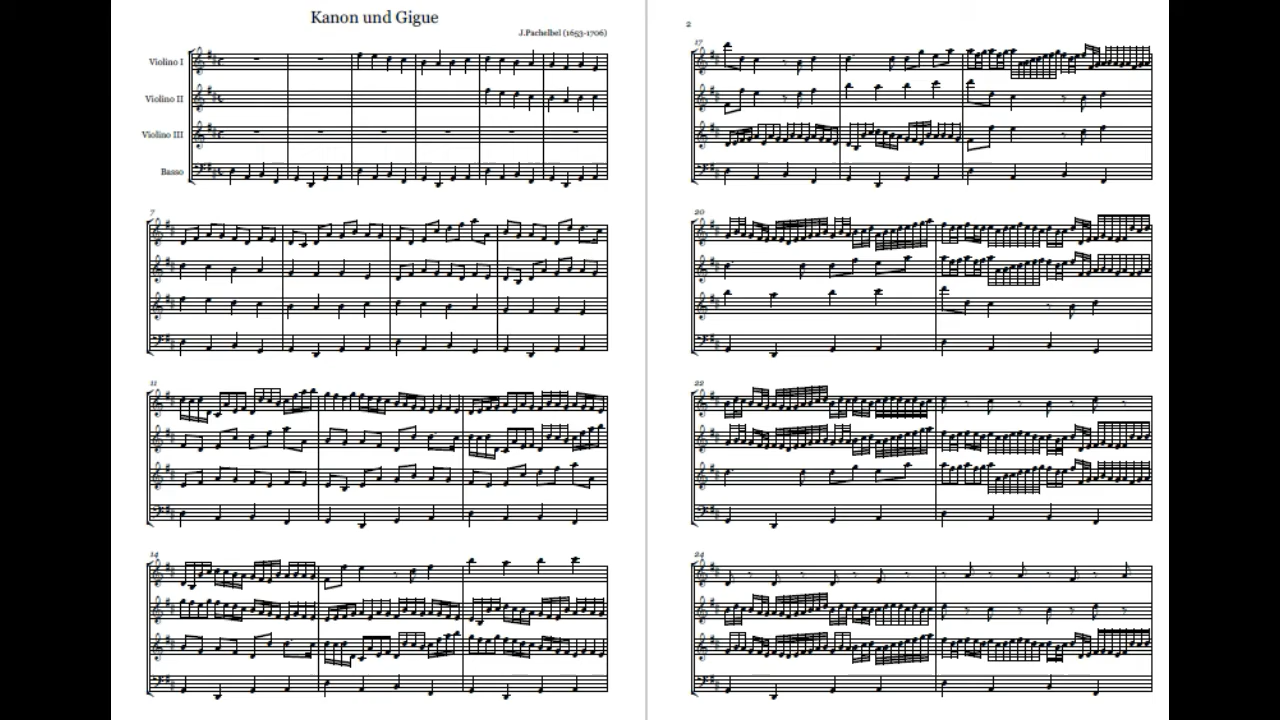 Kanon und Gigue
J.Pachelbel (1653-1706)
Violino I
Violino II
Violino III
Basso
7
11
14
2
17
20
22
24